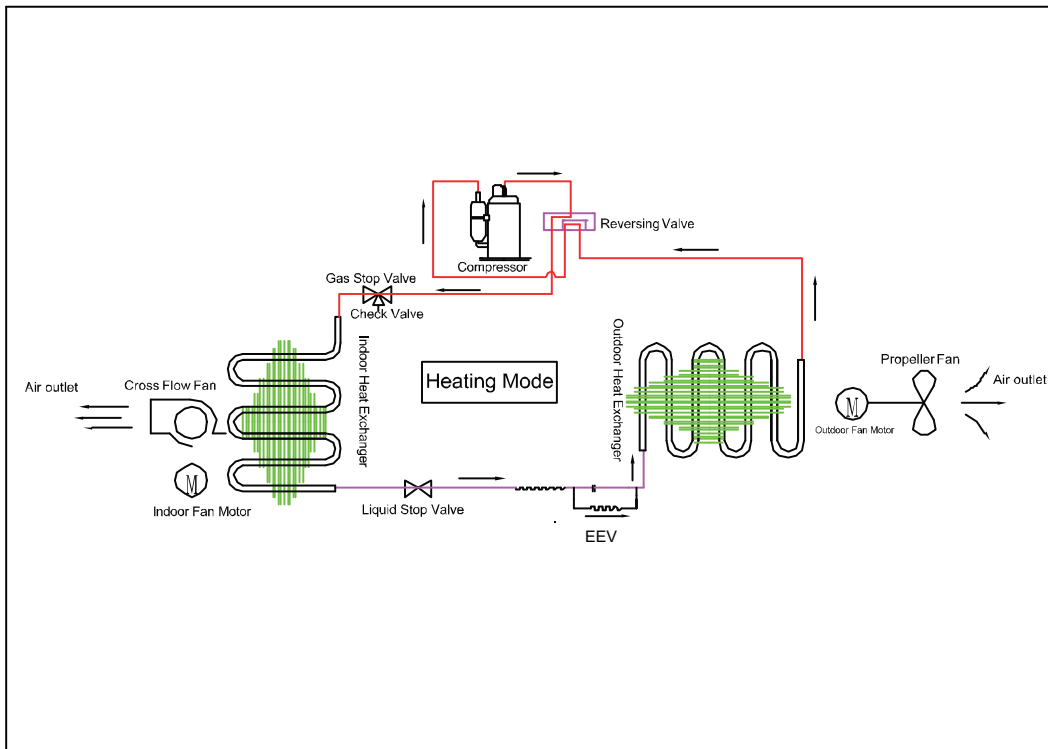 Reversing Valve
Compressor
Gas Stop Valve
Check Valve
Indoor Heat Exchanger
Outdoor Heat Exchanger
Heating Mode
Air outlet
Cross Flow Fan
M
Indoor Fan Motor
Propeller Fan
Air outlet
M
Outdoor Fan Motor
Liquid Stop Valve
EEV